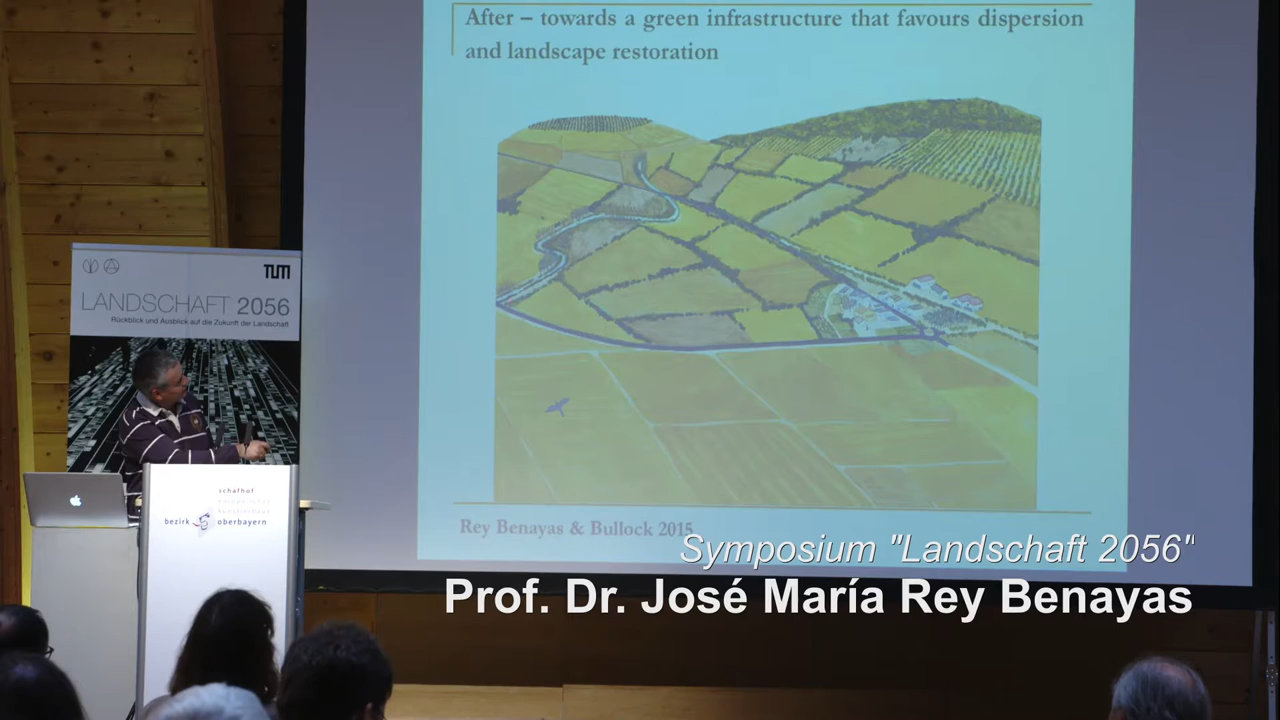 After – towards a green infrastructure that favours dispersion
and landscape restoration
TUM
LANDSCHAFT 2056
Rückblick und Ausblick auf die Zukunft der Landschaft
schafhof
künstlerhaus
bezirk oberbayern
Rey Benayas & Bullock 2015
Symposium "Landschaft 2056"
Prof. Dr. José María Rey Benayas